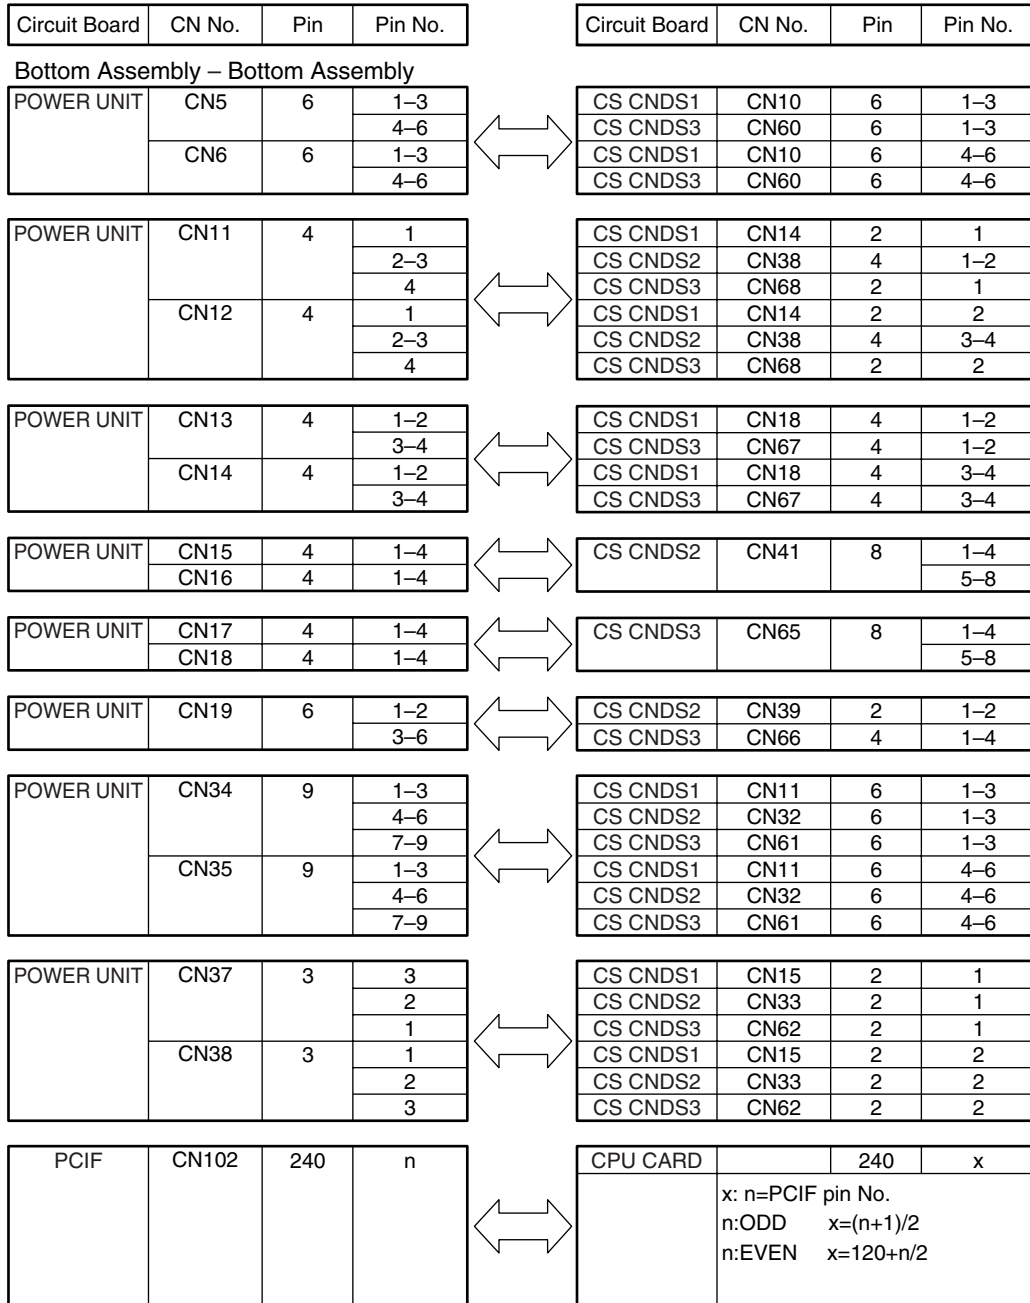 Circuit Board CN No. Pin Pin No. Circuit Board CN No. Pin Pin No.
Bottom Assembly – Bottom Assembly
POWER UNIT CN5 6 1–3 CS CNDS1 CN10 6 1–3
4–6 CS CNDS3 CN60 6 1–3
CN6 6 1–3 CS CNDS1 CN10 6 4–6
4–6 CS CNDS3 CN60 6 4–6
POWER UNIT CN11 4 1 CS CNDS1 CN14 2 1
2–3 CS CNDS2 CN38 4 1–2
4 CS CNDS3 CN68 2 1
CN12 4 1 CS CNDS1 CN14 2 2
2–3 CS CNDS2 CN38 4 3–4
4 CS CNDS3 CN68 2 2
POWER UNIT CN13 4 1–2 CS CNDS1 CN18 4 1–2
3–4 CS CNDS3 CN67 4 1–2
CN14 4 1–2 CS CNDS1 CN18 4 3–4
3–4 CS CNDS3 CN67 4 3–4
POWER UNIT CN15 4 1–4 CS CNDS2 CN41 8 1–4
CN16 4 1–4 5–8
POWER UNIT CN17 4 1–4 CS CNDS3 CN65 8 1–4
CN18 4 1–4 5–8
POWER UNIT CN19 6 1–2 CS CNDS2 CN39 2 1–2
3–6 CS CNDS3 CN66 4 1–4
POWER UNIT CN34 9 1–3 CS CNDS1 CN11 6 1–3
4–6 CS CNDS2 CN32 6 1–3
7–9 CS CNDS3 CN61 6 1–3
CN35 9 1–3 CS CNDS1 CN11 6 4–6
4–6 CS CNDS2 CN32 6 4–6
7–9 CS CNDS3 CN61 6 4–6
POWER UNIT CN37 3 3 CS CNDS1 CN15 2 1
2 CS CNDS2 CN33 2 1
1 CS CNDS3 CN62 2 1
CN38 3 1 CS CNDS1 CN15 2 2
2 CS CNDS2 CN33 2 2
3 CS CNDS3 CN62 2 2
PCIF CN102 240 n CPU CARD 240 x
x: n=PCIF pin No.
n:ODD x=(n+1)/2
n:EVEN x=120+n/2